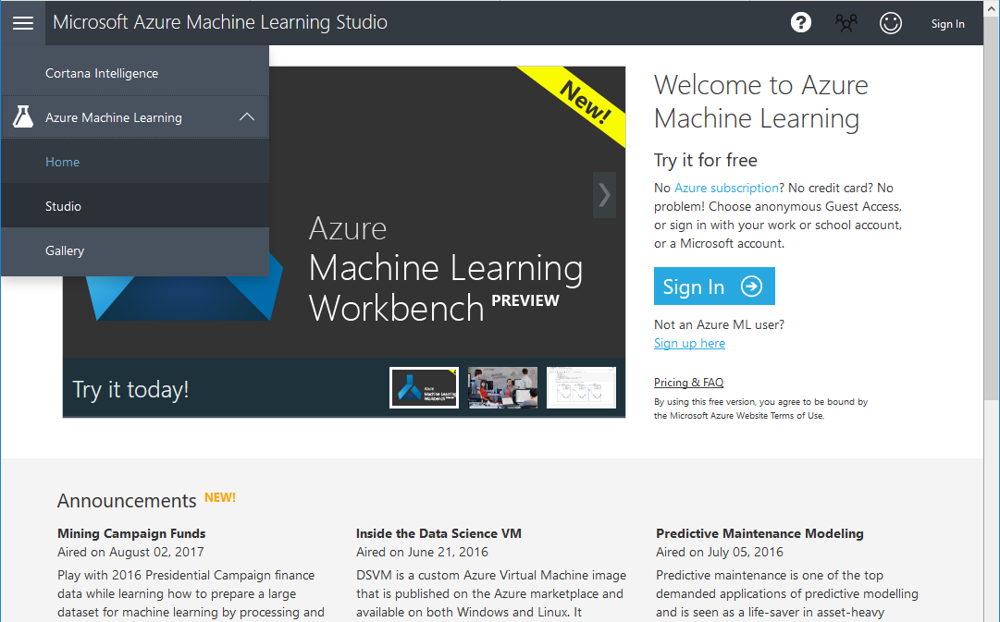 Microsoft Azure Machine Learning Studio
?
Sign In
Cortana Intelligence
Azure Machine Learning
Home
Studio
Gallery
New!
Azure
Machine Learning
Workbench PREVIEW
Try it today!
Azure
Machine Learning
Workbench
Welcome to Azure
Machine Learning
Try it for free
No Azure subscription? No credit card? No
problem! Choose anonymous Guest Access,
or sign in with your work or school account,
or a Microsoft account.
Sign In
Not an Azure ML user?
Sign up here
Pricing & FAQ
By using this free version, you agree to be bound by
the Microsoft Azure Website Terms of Use.
Announcements NEW!
Mining Campaign Funds
Aired on August 02, 2017
Play with 2016 Presidential Campaign finance
data while learning how to prepare a large
dataset for machine learning by processing and
Inside the Data Science VM
Aired on June 21, 2016
DSVM is a custom Azure Virtual Machine image
that is published on the Azure marketplace and
available on both Windows and Linux. It
Predictive Maintenance Modeling
Aired on July 05, 2016
Predictive maintenance is one of the top
demanded applications of predictive modelling
and is seen as a life-saver in asset-heavy